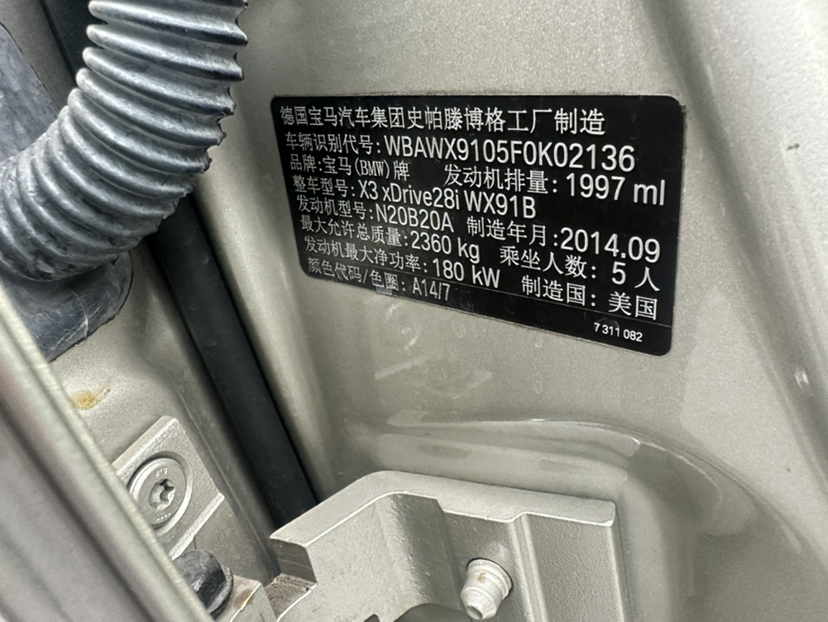 德国宝马汽车集团史帕滕博格工厂制造
车辆识别代号: WBAWX9105F0K02136
品牌: 宝马(BMW)牌 发动机排量: 1997 ml
整车型号: X3 xDrive28i WX91B
发动机型号: N20B20A 制造年月: 2014.09
最大允许总质量: 2360 kg 乘坐人数: 5 人
发动机最大净功率: 180 kW 制造国: 美国
颜色代码/色圈: A14/7
7 311 082